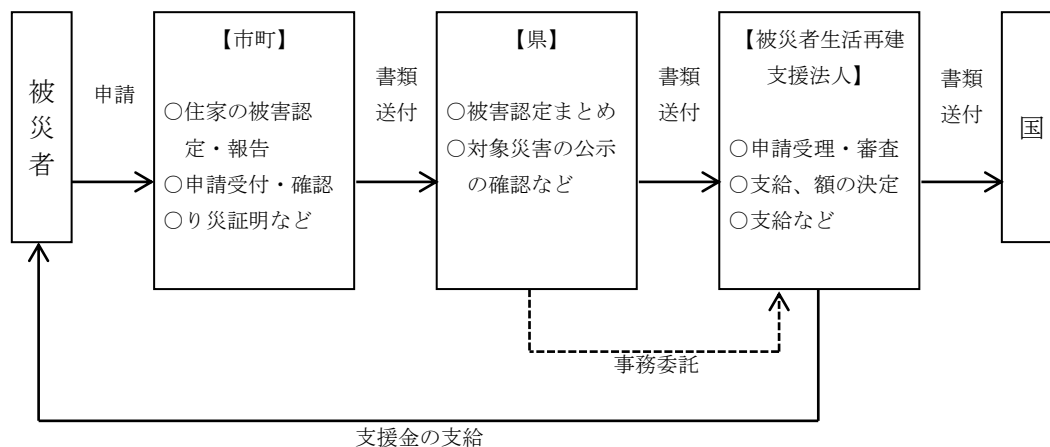 被災者
申請
【市町】
○住家の被害認
定・報告
○申請受付・確認
○り災証明など
書類
送付
【県】
○被害認定まとめ
○対象災害の公示
の確認など
書類
送付
【被災者生活再建
支援法人】
○申請受理・審査
○支給、額の決定
○支給など
書類
送付
国
事務委託
支援金の支給